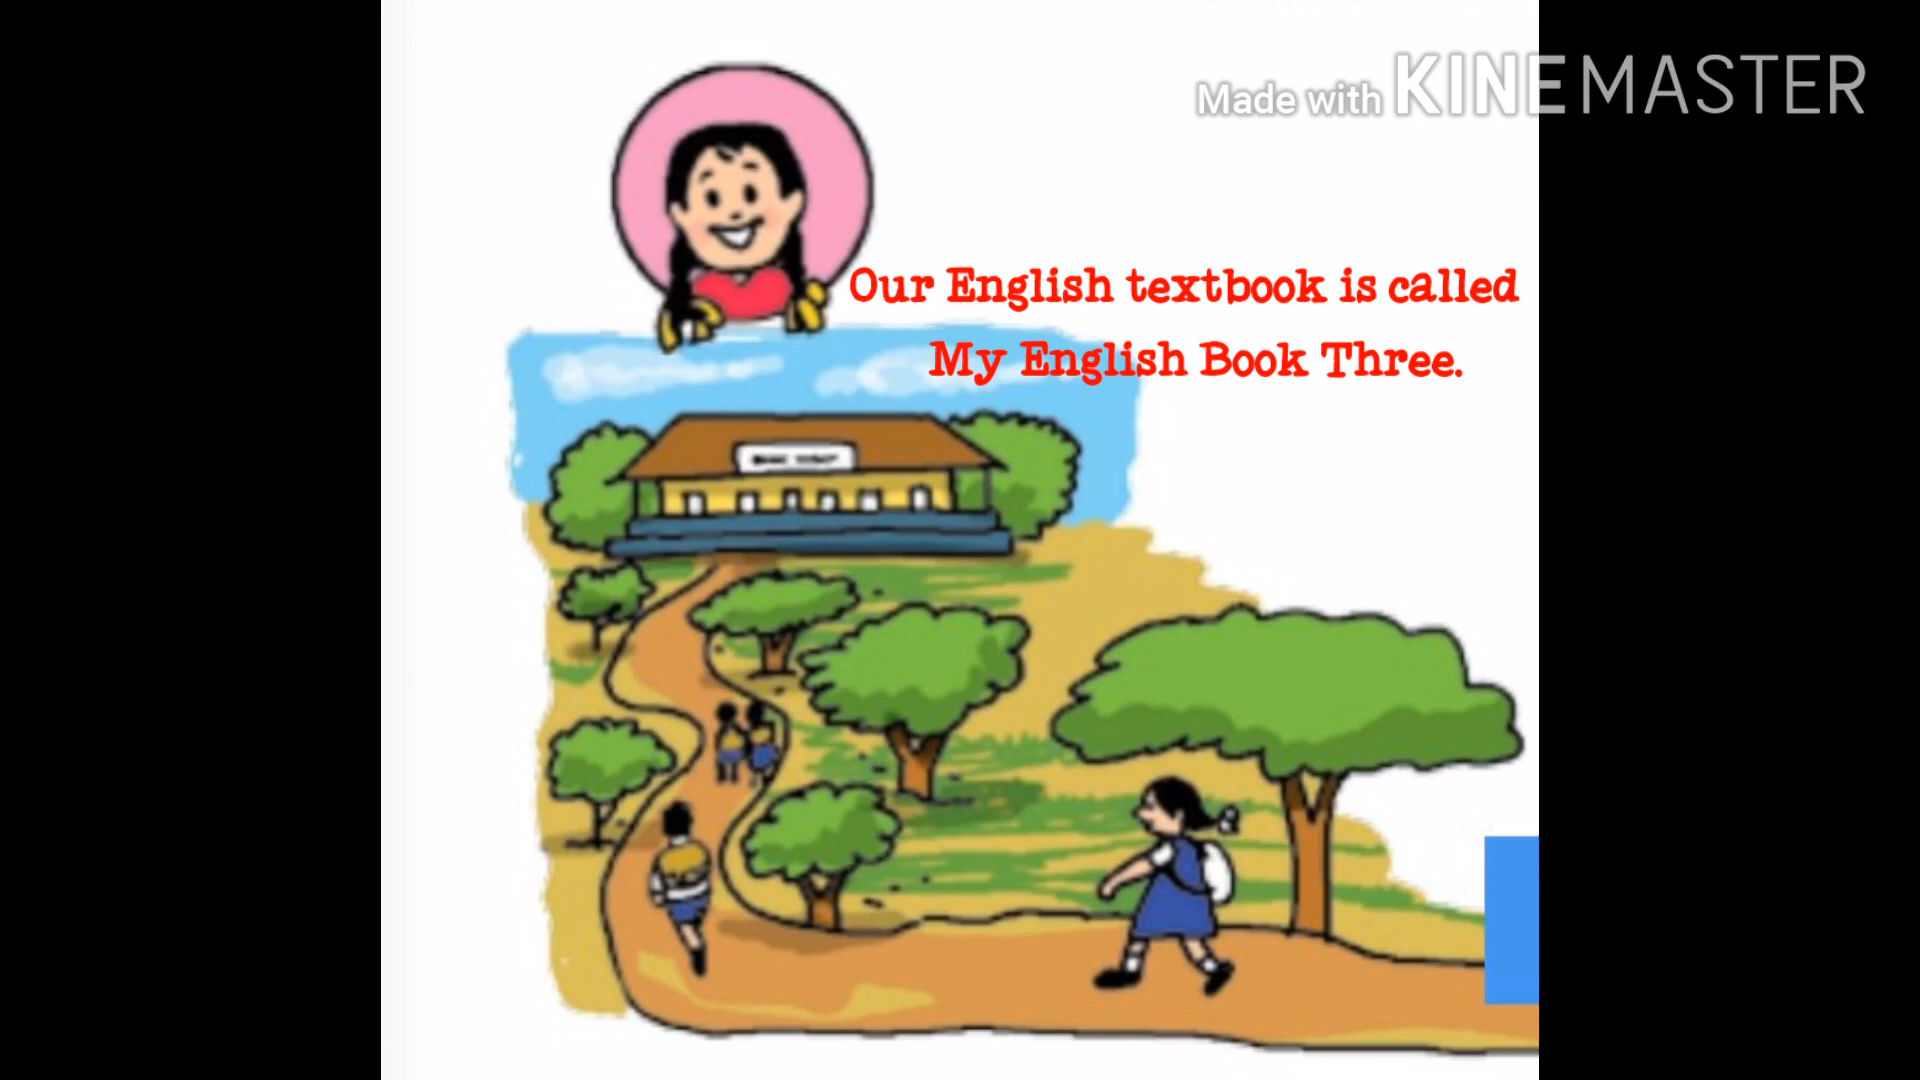 Made with KINEMASTER
Our English textbook is called
My English Book Three.